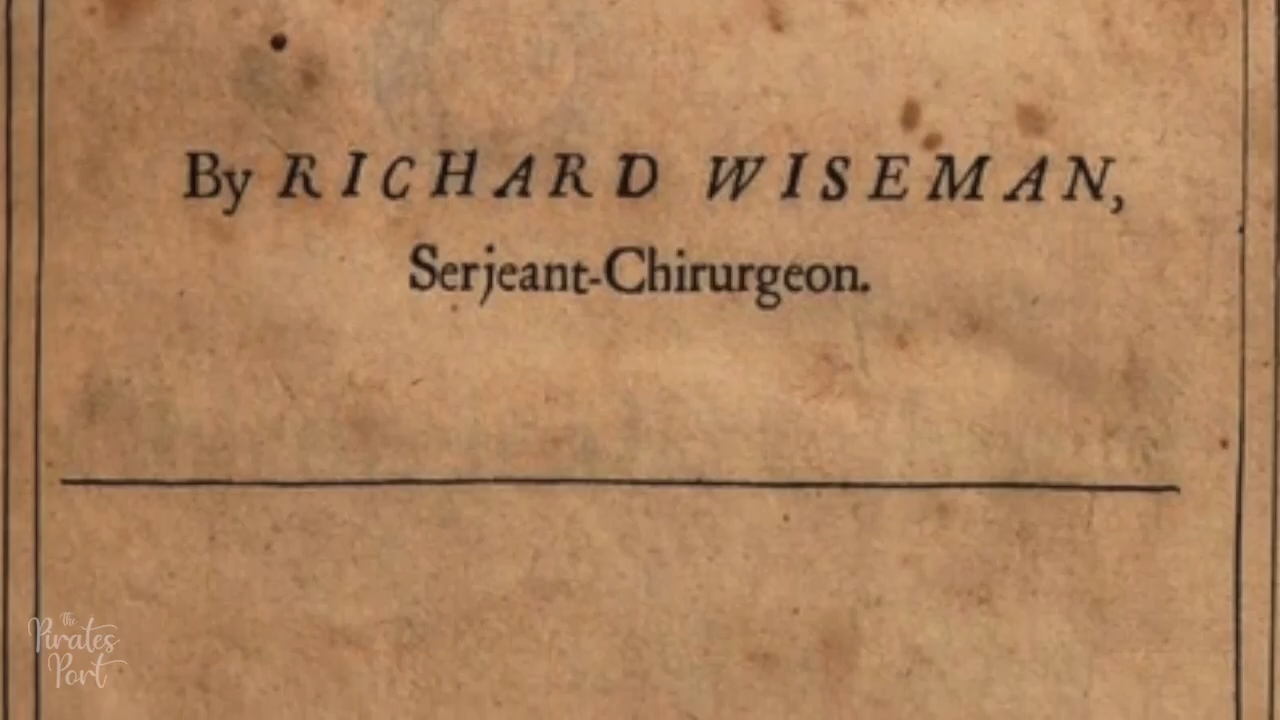 By RICHARD WISEMAN,
Serjeant-Chirurgeon.
the
Pirates
Port